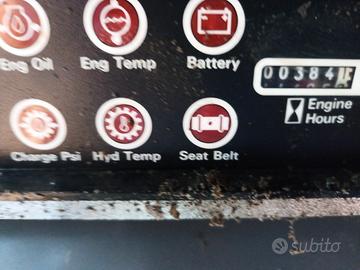 Eng Oil
Eng Temp
Battery
00384
Engine
Hours
Charge Psi
Hyd Temp
Seat Belt
subito